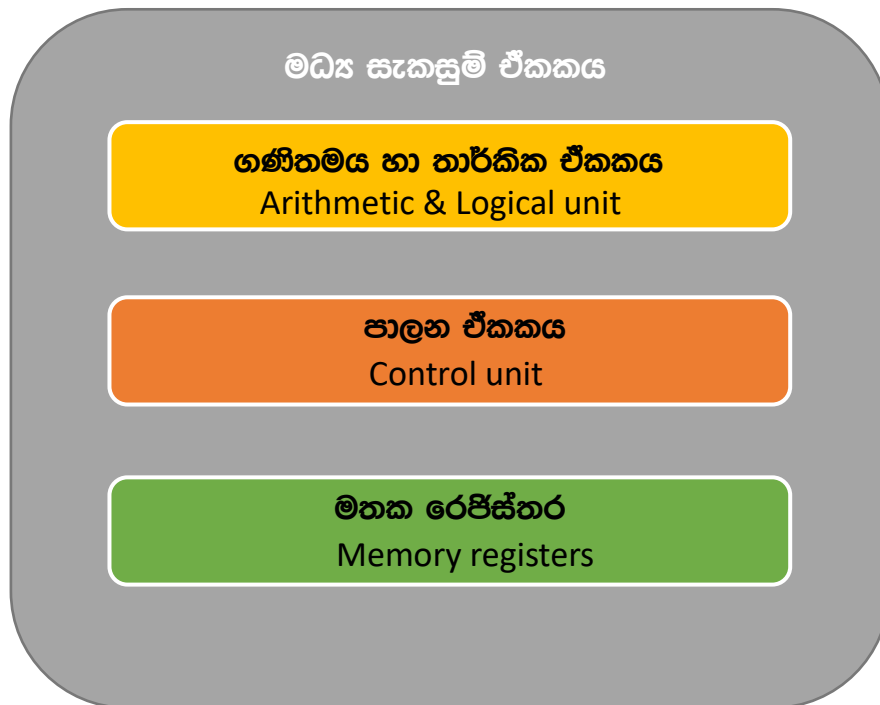 මධ්‍ය සැකසුම් ඒකකය
ගණිතමය හා තාර්කික ඒකකය
Arithmetic & Logical unit
පාලන ඒකකය
Control unit
මතක රෙජිස්තර
Memory registers